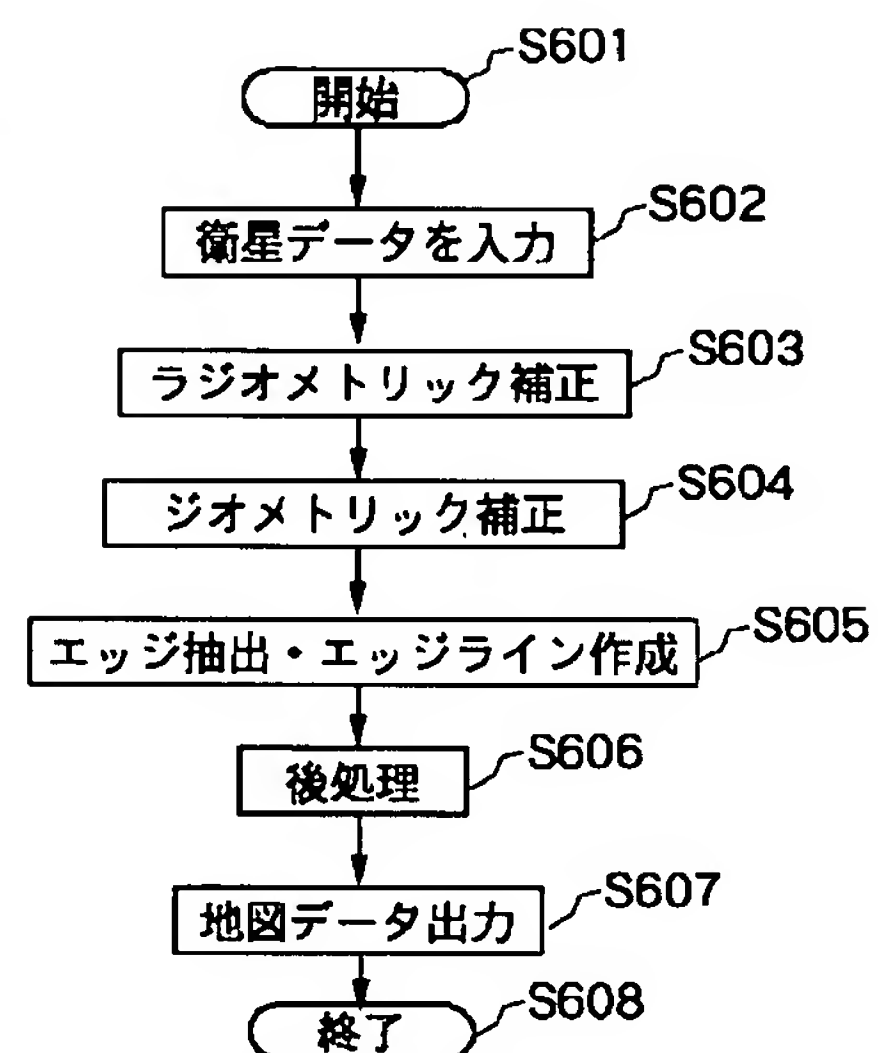 S601
開始
S602
衛星データを入力
S603
ラジオメトリック補正
S604
ジオメトリック補正
S605
エッジ抽出・エッジライン作成
S606
後処理
S607
地図データ出力
S608
終了